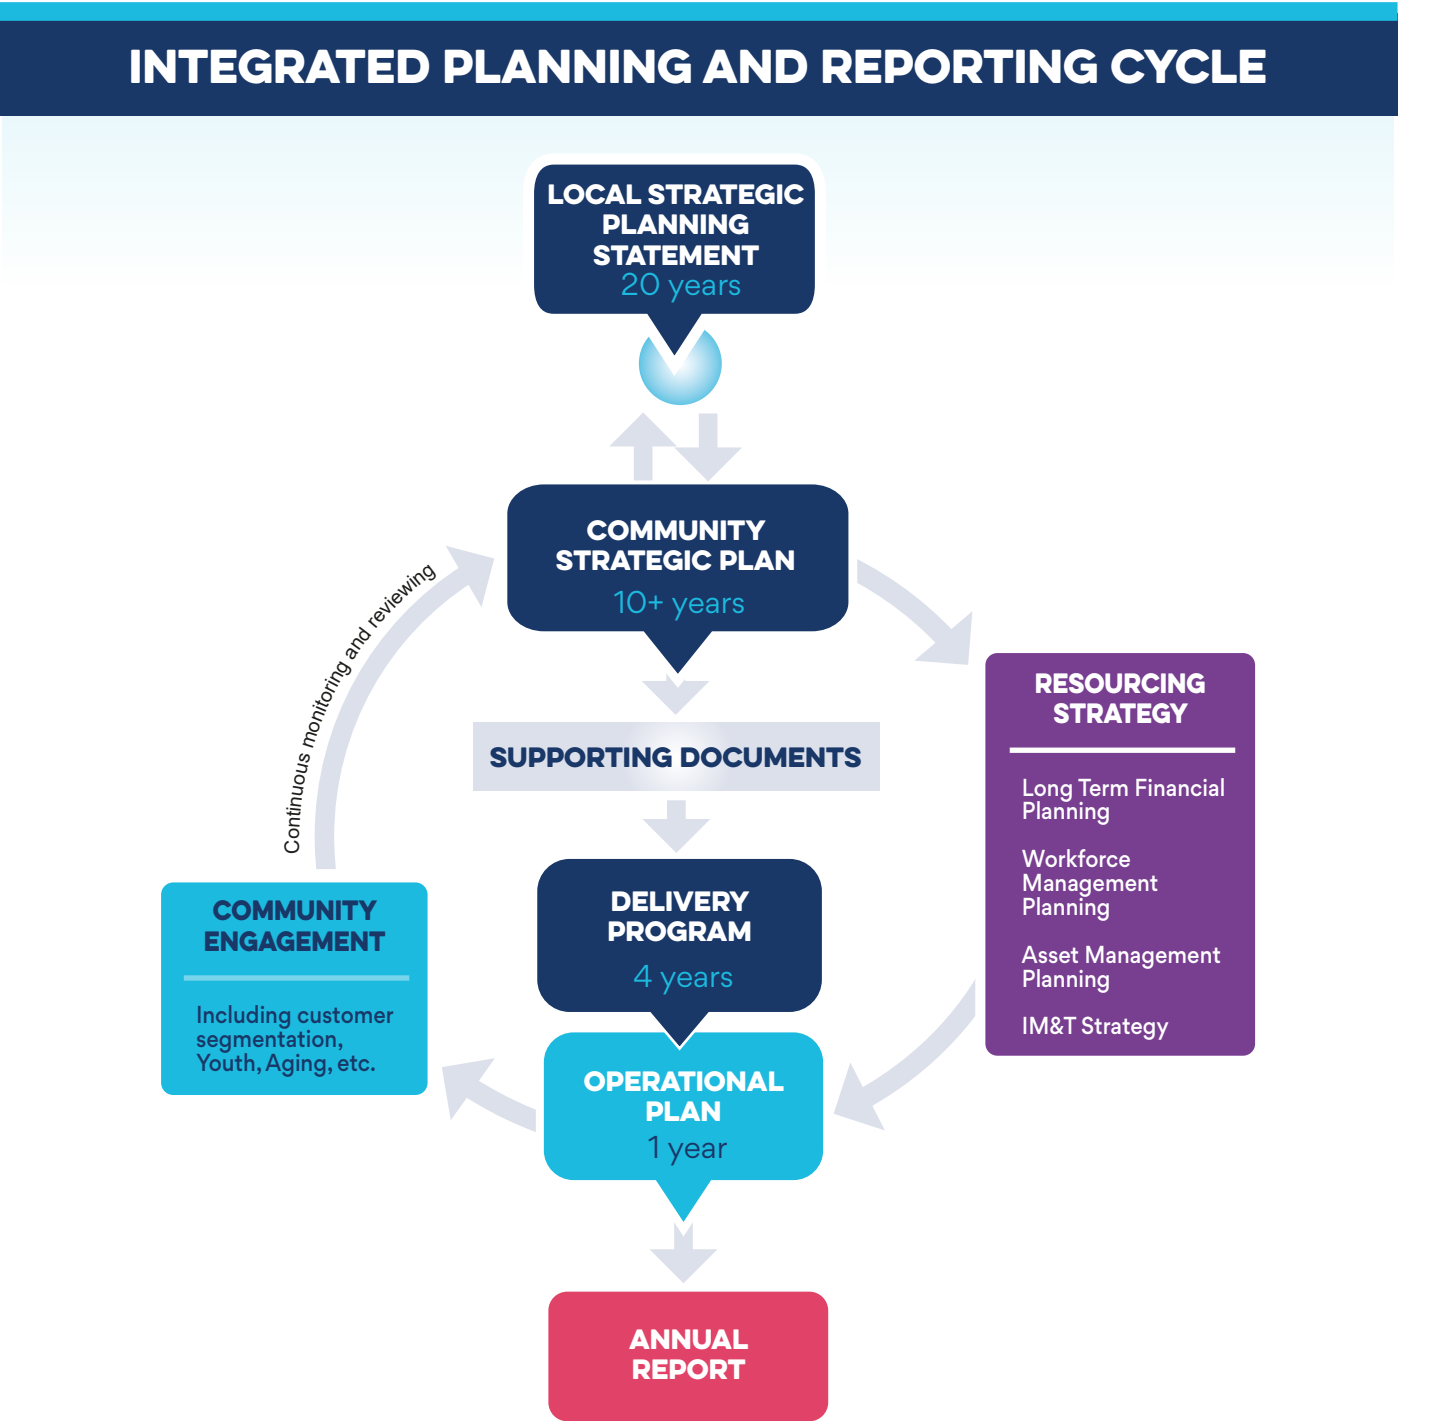 INTEGRATED PLANNING AND REPORTING CYCLE
LOCAL STRATEGIC
PLANNING
STATEMENT
20 years
COMMUNITY
STRATEGIC PLAN
10+ years
Continuous monitoring and reviewing
RESOURCING
STRATEGY
Long Term Financial
Planning
Workforce
Management
Planning
Asset Management
Planning
IM&T Strategy
SUPPORTING DOCUMENTS
DELIVERY
PROGRAM
4 years
COMMUNITY
ENGAGEMENT
Including customer
segmentation,
Youth, Aging, etc.
OPERATIONAL
PLAN
1 year
ANNUAL
REPORT